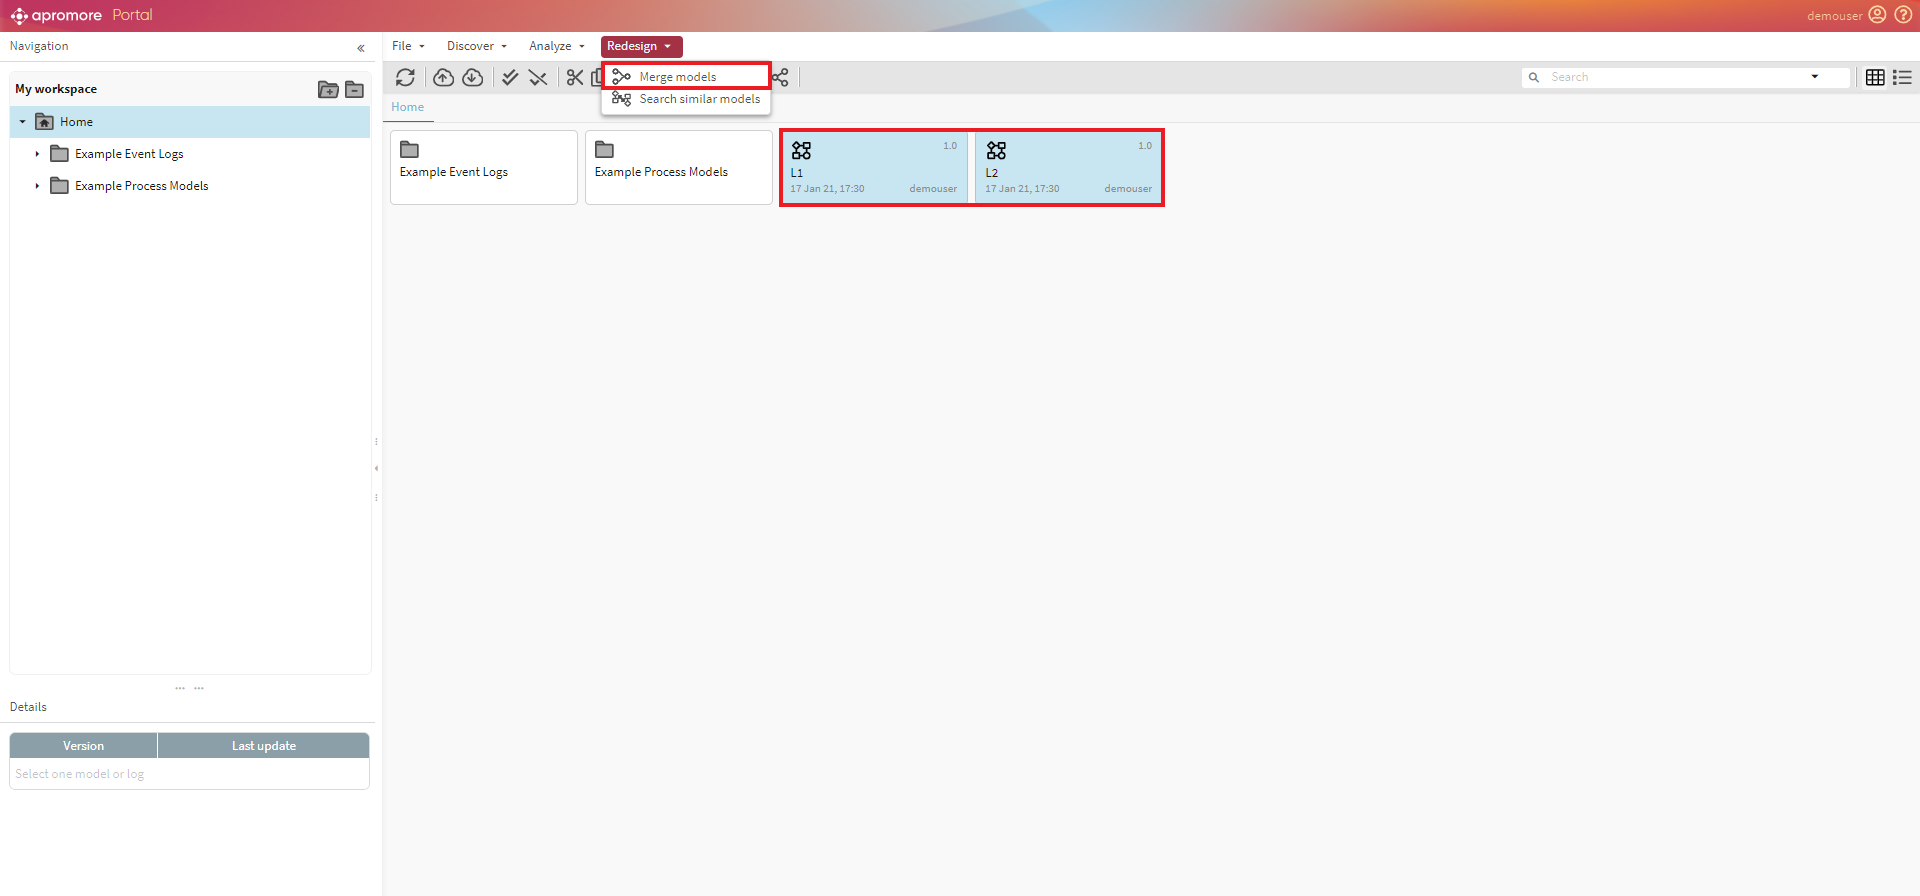 apromore Portal
demouser
Navigation
File Discover Analyze Redesign
My workspace
Merge models
Search
Search similar models
Home
Home
Example Event Logs
Example Process Models
Example Event Logs
Example Process Models
1.0
L1
17 Jan 21, 17:30 demouser
1.0
L2
17 Jan 21, 17:30 demouser
Details
Version Last update
Select one model or log